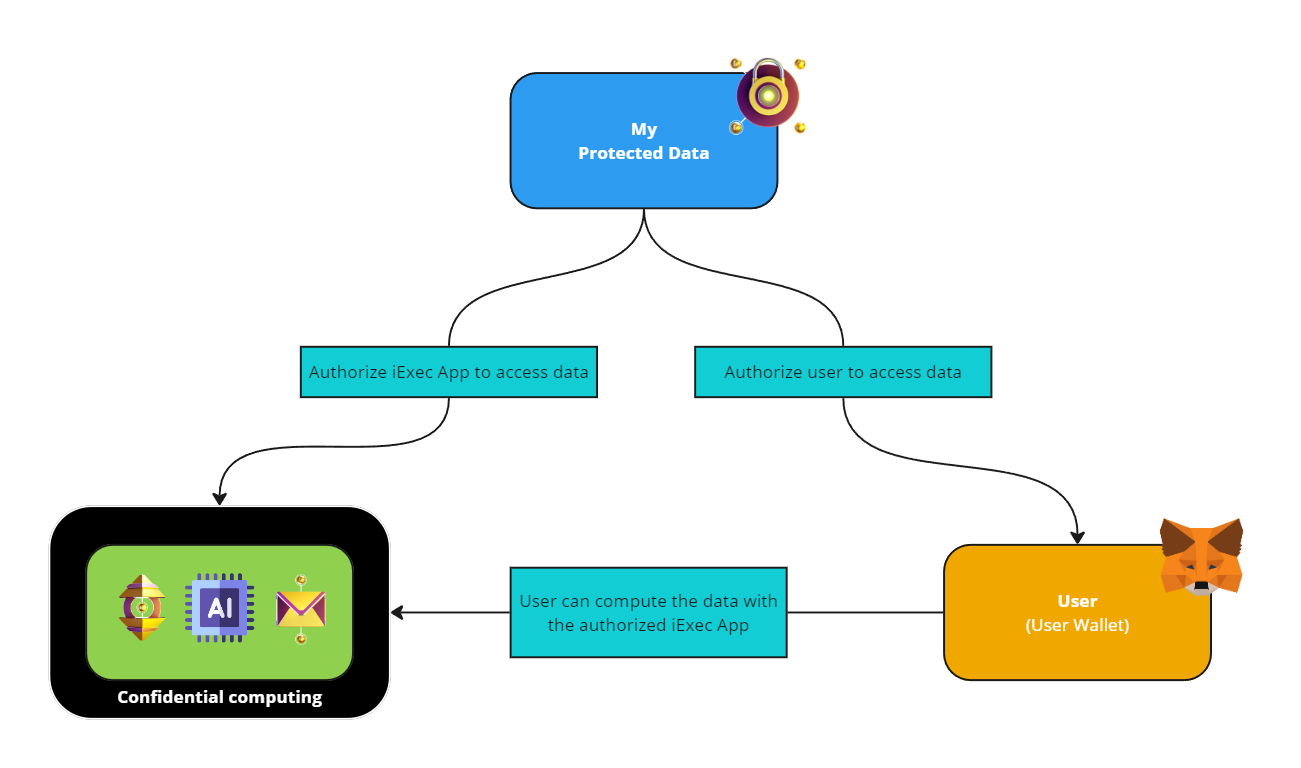 My
Protected Data
Authorize iExec App to access data
Authorize user to access data
AI
User can compute the data with
the authorized iExec App
User
(User Wallet)
Confidential computing